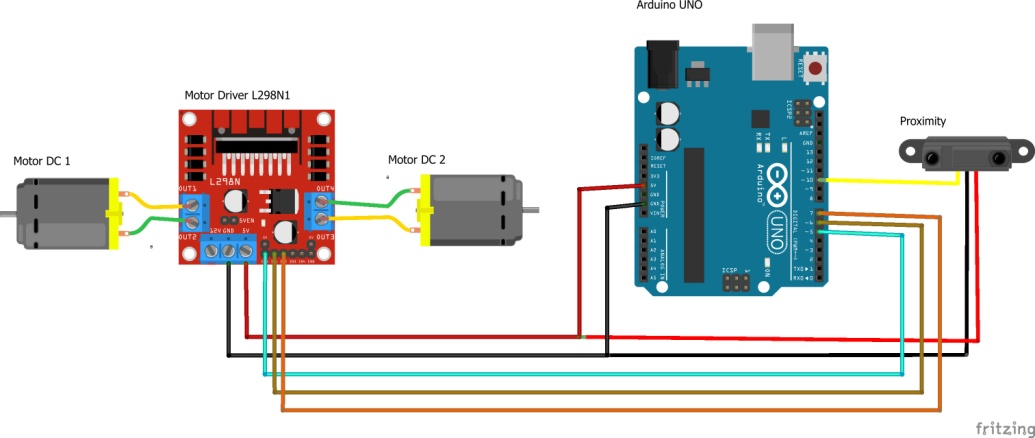 Arduino UNO
Motor Driver L298N1
Proximity
Motor DC 1
Motor DC 2
L298N
OUT1
OUT4
OUT2
OUT3
5VEN
12V GND 5V
RESET
ICSP2
IOREF
RESET
3V3
5V
GND
GND
VIN
POWER
A0
A1
A2
A3
A4
A5
ANALOG IN
AREF
GND
13
12
~11
~10
~9
8
7
~6
~5
4
~3
2
TXD
1
RXD
0
DIGITAL
RX
TX
L
Arduino
UNO
ON
ICSP
fritzing